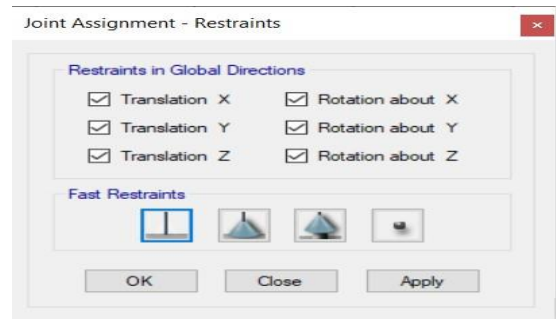 Joint Assignment - Restraints
Restraints in Global Directions
Translation X Rotation about X
Translation Y Rotation about Y
Translation Z Rotation about Z
Fast Restraints
OK Close Apply